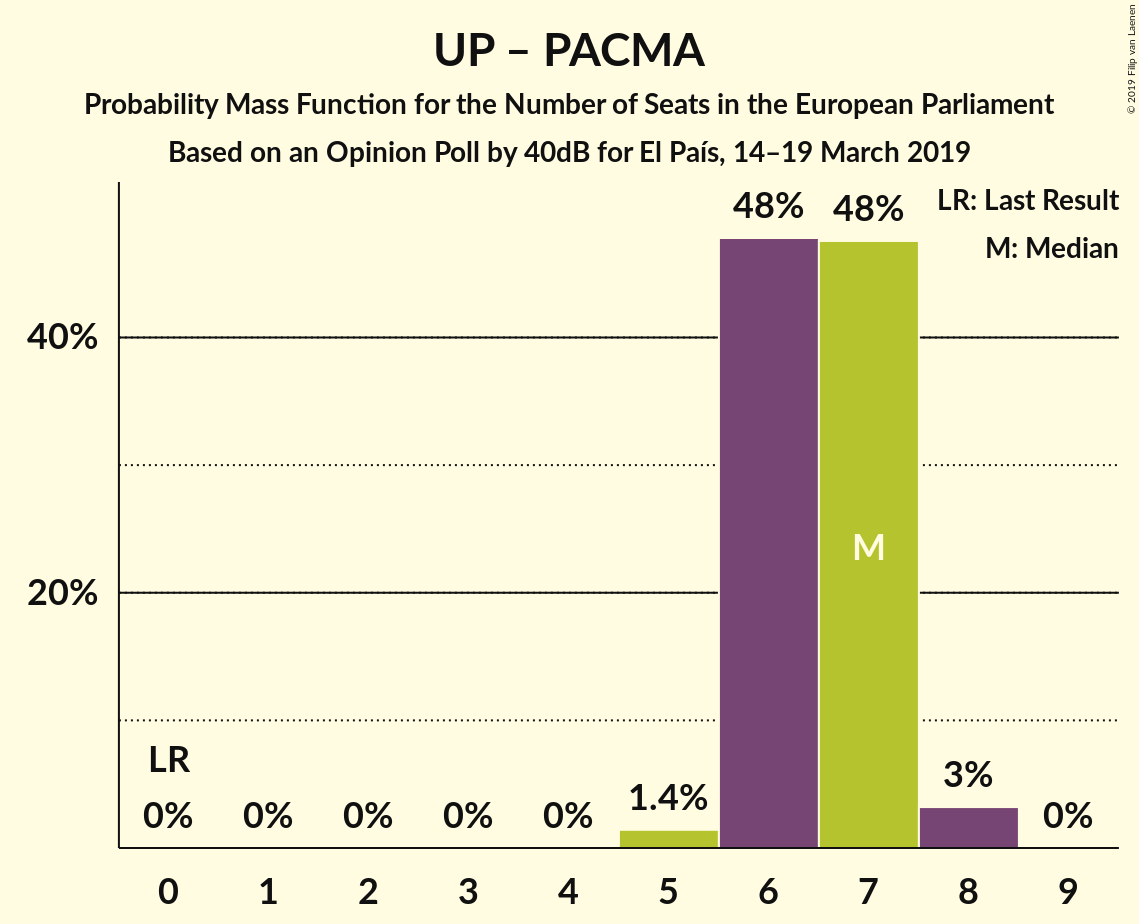 UP – PACMA
Probability Mass Function for the Number of Seats in the European Parliament
Based on an Opinion Poll by 40dB for El País, 14–19 March 2019
© 2019 Filip van Laenen
LR: Last Result
M: Median
48% 48%
40%
M
20%
LR
0% 0% 0% 0% 0% 1.4% 3% 0%
0 1 2 3 4 5 6 7 8 9